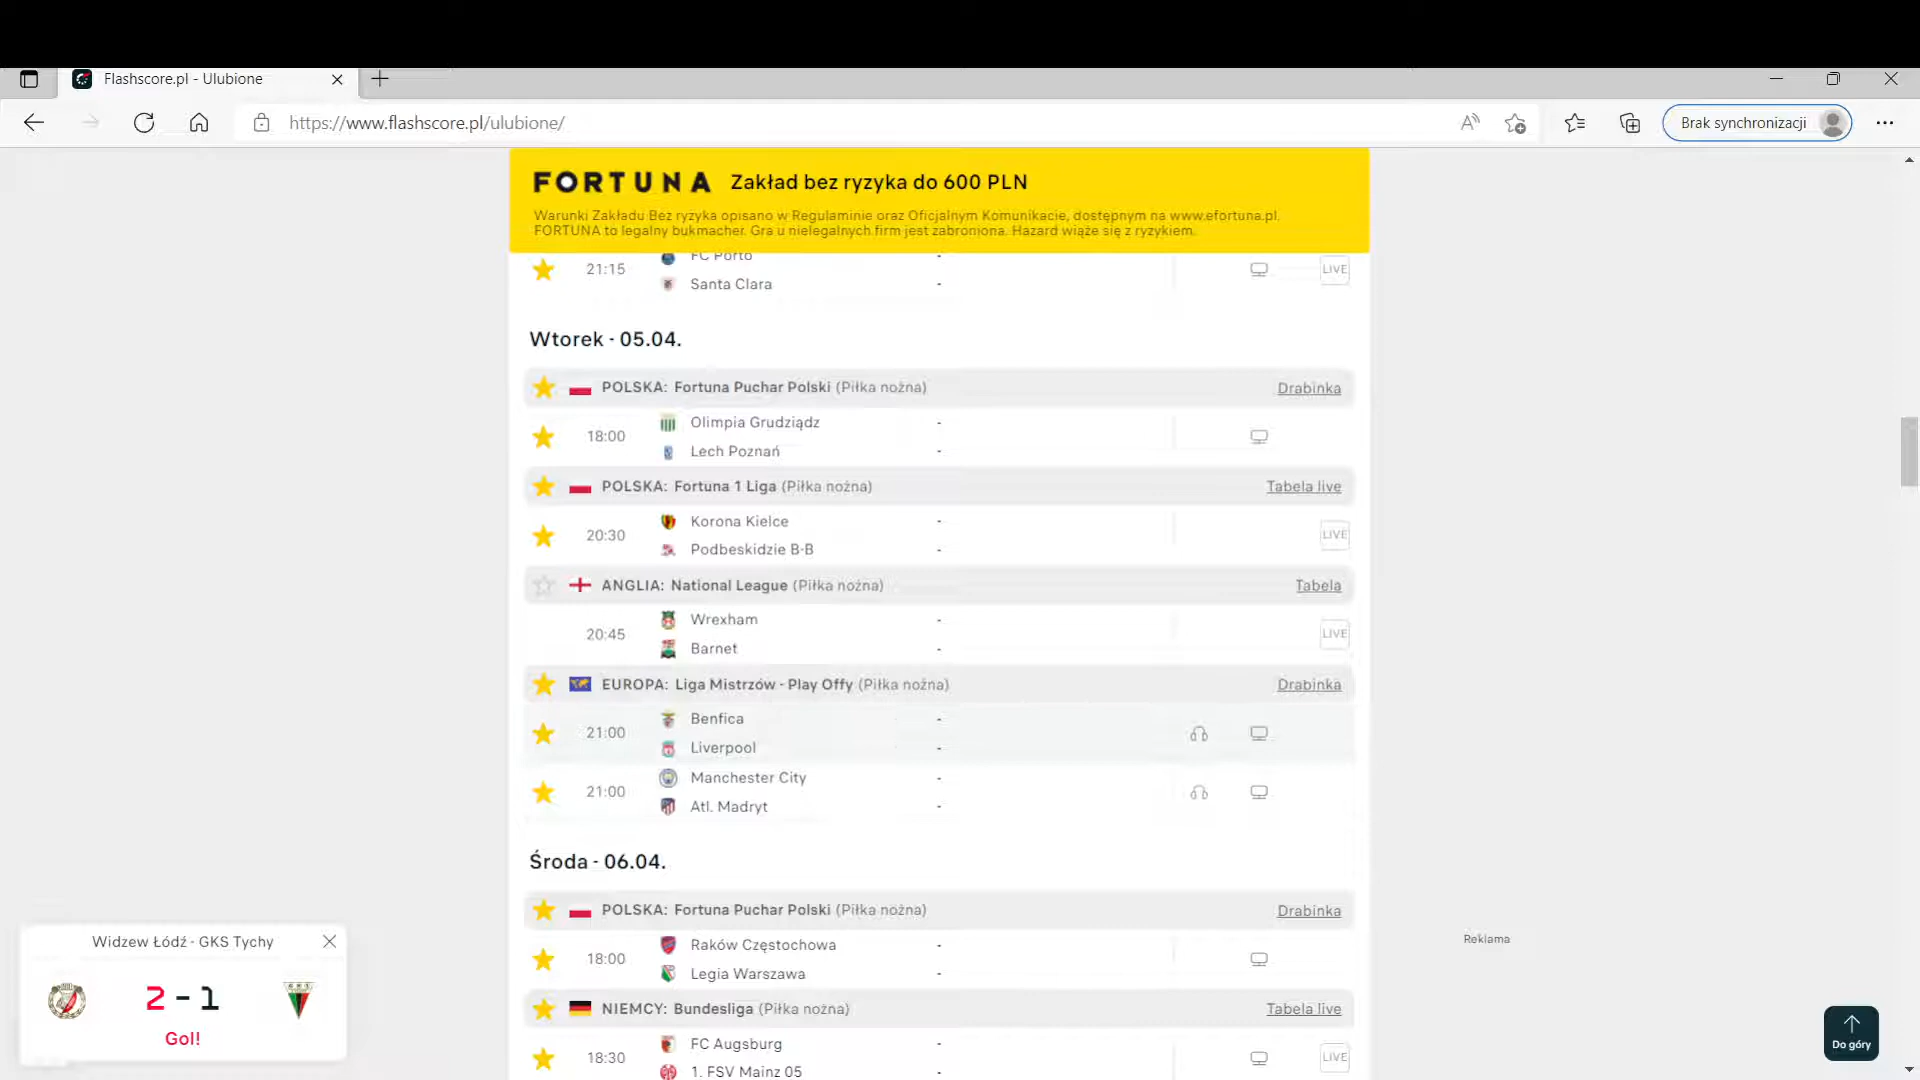 Flashscore.pl - Ulubione
https://www.flashscore.pl/ulubione/
Brak synchronizacji
FORTUNA Zakład bez ryzyka do 600 PLN
Warunki Zakładu Bez ryzyka opisano w Regulaminie oraz Oficjalnym Komunikacie, dostępnym na www.efortuna.pl.
FORTUNA to legalny bukmacher. Gra u nielegalnych firm jest zabroniona. Hazard wiąże się z ryzykiem.
FC Porto -
21:15 LIVE
Santa Clara -
Wtorek - 05.04.
POLSKA: Fortuna Puchar Polski (Piłka nożna) Drabinka
Olimpia Grudziądz -
18:00
Lech Poznań -
POLSKA: Fortuna 1 Liga (Piłka nożna) Tabela live
Korona Kielce -
20:30 LIVE
Podbeskidzie B-B -
ANGLIA: National League (Piłka nożna) Tabela
Wrexham -
20:45 LIVE
Barnet -
EUROPA: Liga Mistrzów - Play Offy (Piłka nożna) Drabinka
Benfica -
21:00
Liverpool -
Manchester City -
21:00
Atl. Madryt -
Środa - 06.04.
POLSKA: Fortuna Puchar Polski (Piłka nożna) Drabinka
Raków Częstochowa -
18:00
Legia Warszawa -
NIEMCY: Bundesliga (Piłka nożna) Tabela live
FC Augsburg -
18:30 LIVE
1. FSV Mainz 05 -
Reklama
Do góry
Widzew Łódź - GKS Tychy
2 - 1
Gol!